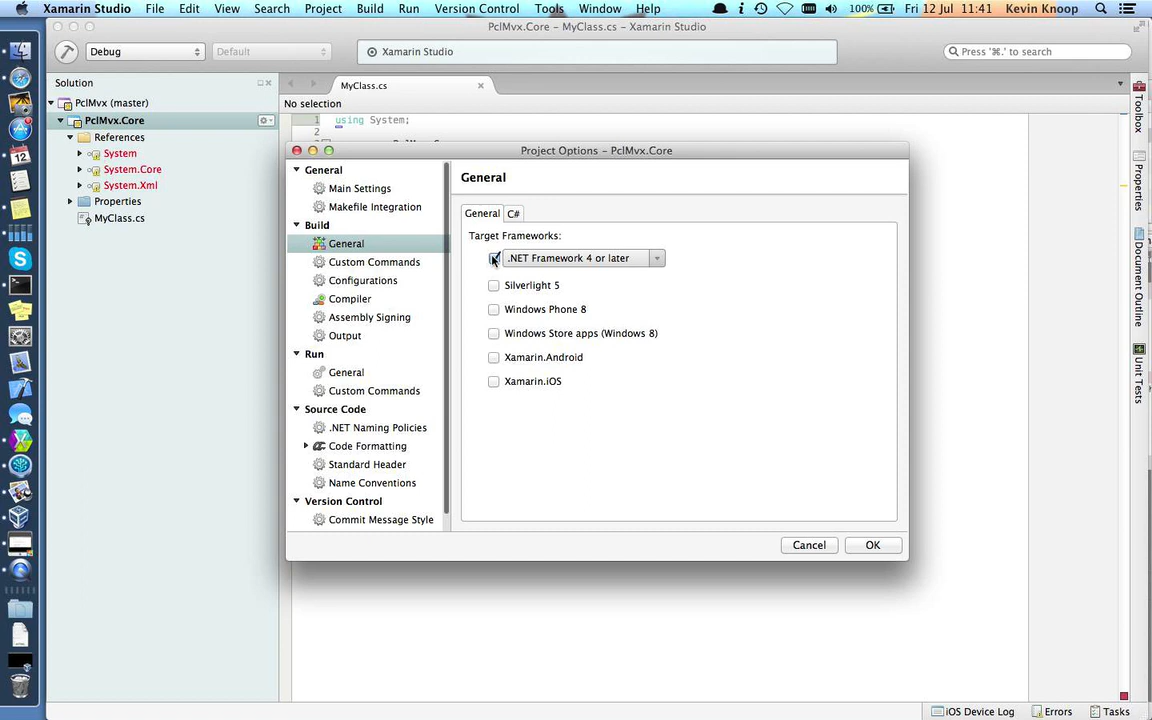 Xamarin Studio File Edit View Search Project Build Run Version Control Tools Window Help 100% Fri 12 Jul 11:41 Kevin Knoop
PclMvx.Core – MyClass.cs – Xamarin Studio
Debug Default Xamarin Studio Press '⌘.' to search
Solution
MyClass.cs
PclMvx (master)
No selection
PclMvx.Core
1 using System;
2
References
System
System.Core
System.Xml
Properties
MyClass.cs
Project Options – PclMvx.Core
General
Main Settings
Makefile Integration
Build
General
Custom Commands
Configurations
Compiler
Assembly Signing
Output
Run
General
Custom Commands
Source Code
.NET Naming Policies
Code Formatting
Standard Header
Name Conventions
Version Control
Commit Message Style
General
General C#
Target Frameworks:
.NET Framework 4 or later
Silverlight 5
Windows Phone 8
Windows Store apps (Windows 8)
Xamarin.Android
Xamarin.iOS
Cancel OK
Toolbox
Properties
Document Outline
Unit Tests
iOS Device Log Errors Tasks
12